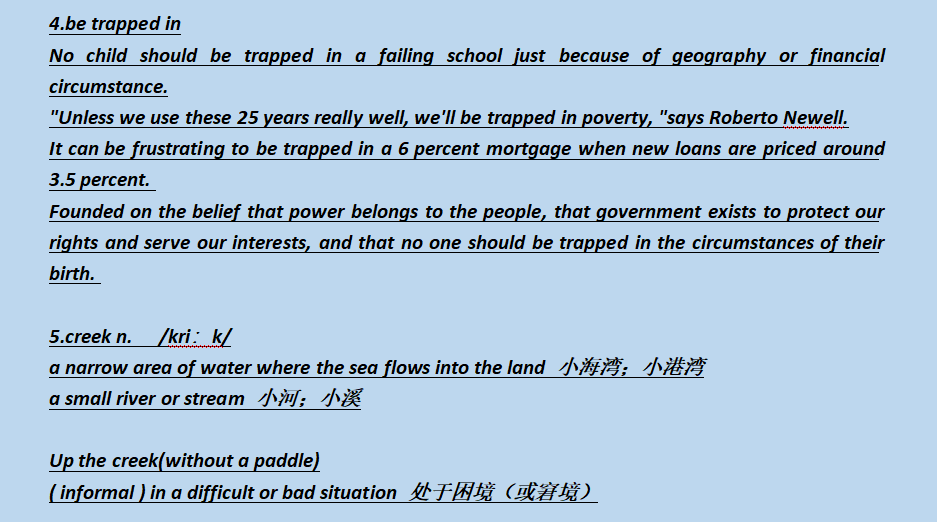 4.be trapped in
No child should be trapped in a failing school just because of geography or financial
circumstance.
"Unless we use these 25 years really well, we'll be trapped in poverty, "says Roberto Newell.
It can be frustrating to be trapped in a 6 percent mortgage when new loans are priced around
3.5 percent.
Founded on the belief that power belongs to the people, that government exists to protect our
rights and serve our interests, and that no one should be trapped in the circumstances of their
birth.
5.creek n. /kriː k/
a narrow area of water where the sea flows into the land 小海湾；小港湾
a small river or stream 小河；小溪
Up the creek(without a paddle)
( informal ) in a difficult or bad situation 处于困境（或窘境）